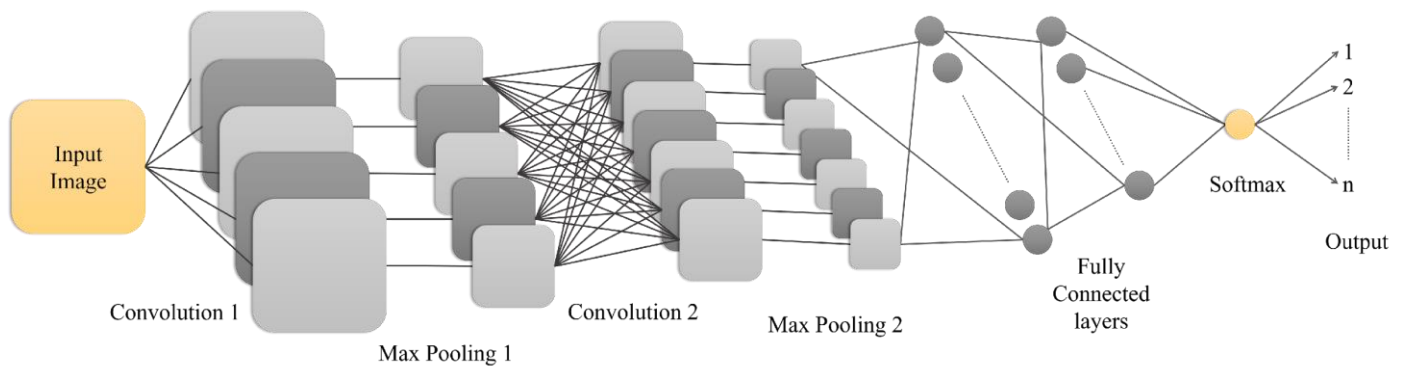 Input
Image
Convolution 1
Max Pooling 1
Convolution 2
Max Pooling 2
Fully
Connected
layers
Softmax
1
2
n
Output